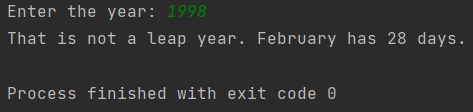 Enter the year: 1998
That is not a leap year. February has 28 days.
Process finished with exit code 0